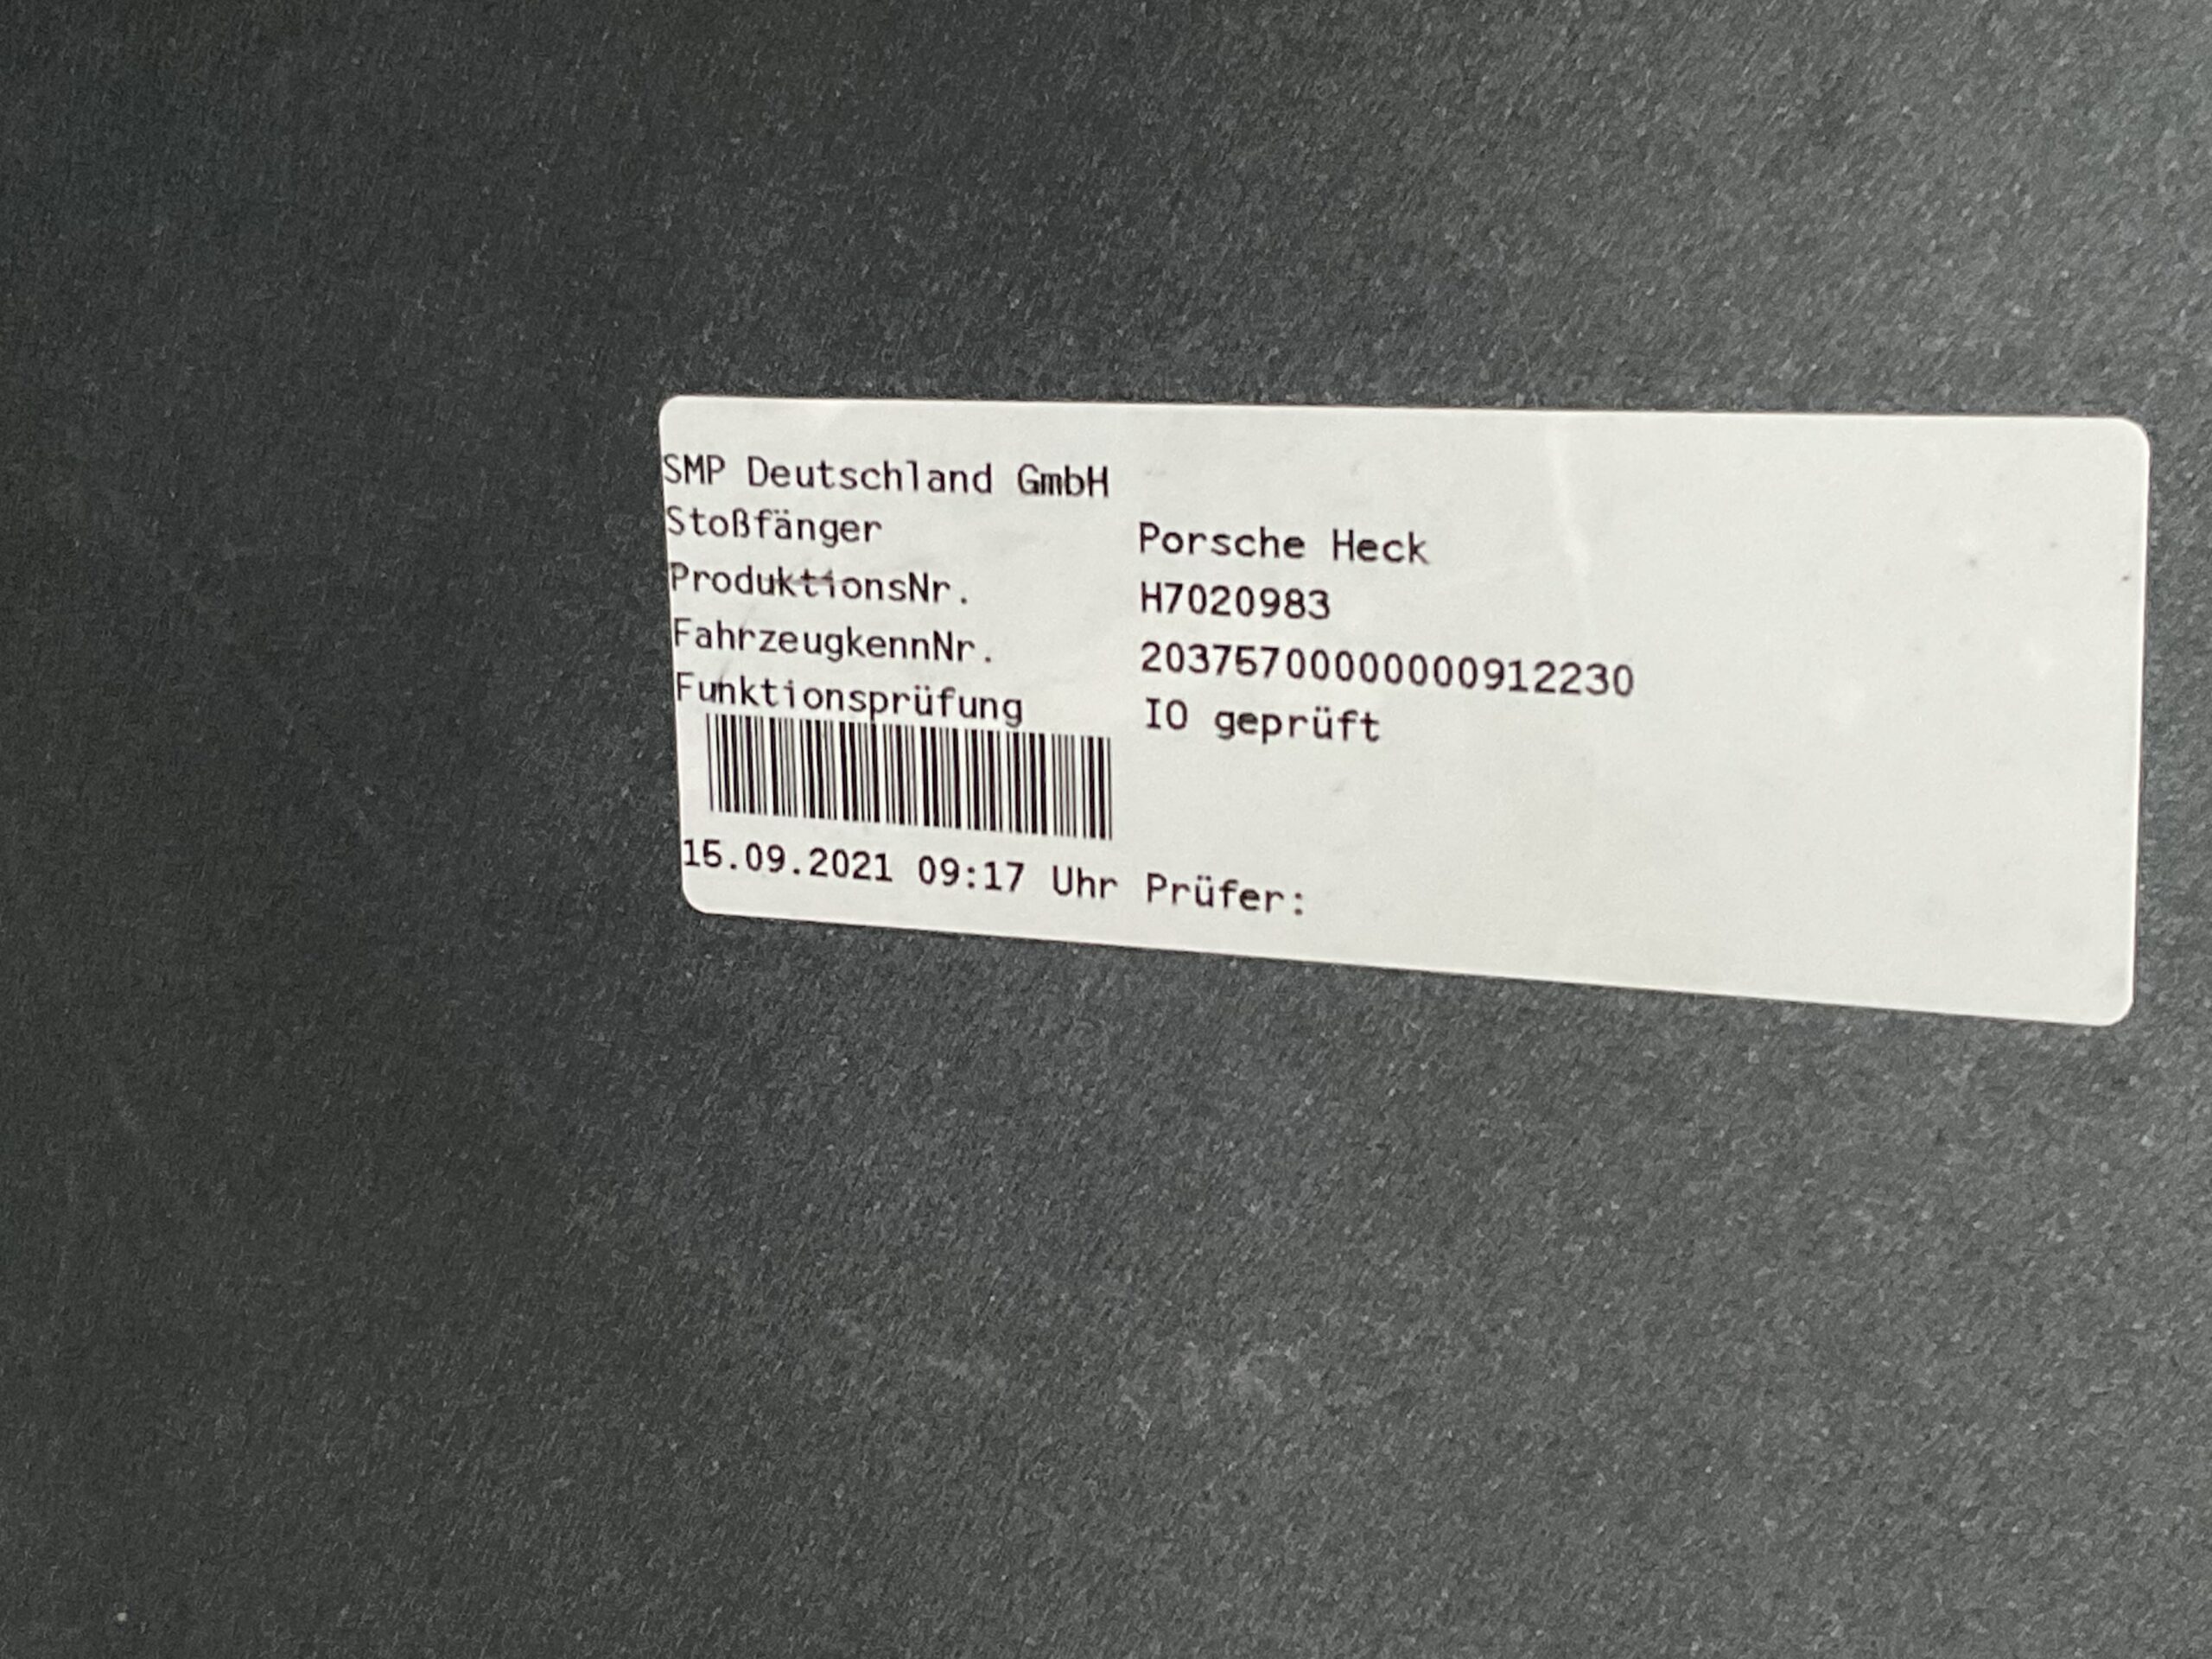 SMP Deutschland GmbH
Stoßfänger Porsche Heck
ProduktionsNr. H7020983
FahrzeugkennNr. 20375700000000912230
Funktionsprüfung IO geprüft
15.09.2021 09:17 Uhr Prüfer: